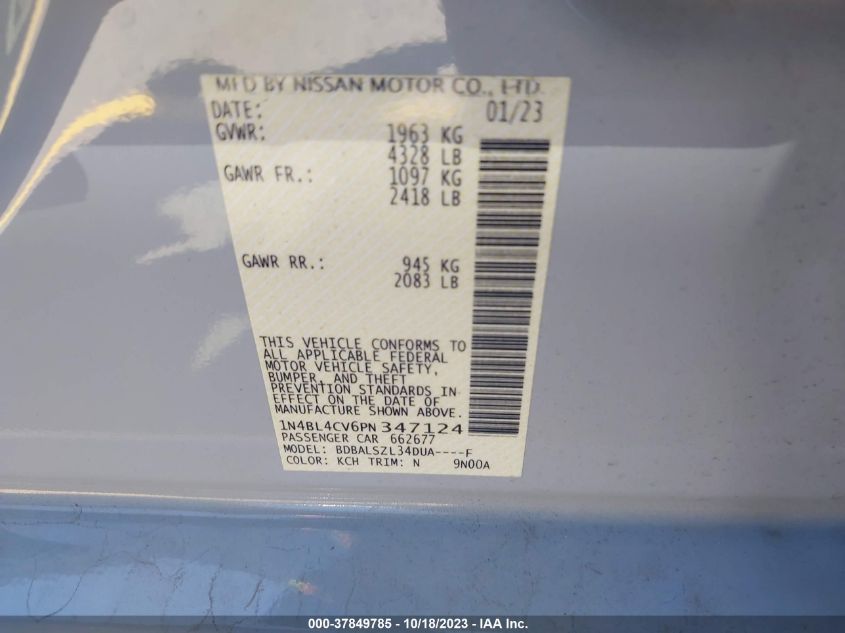 MFD BY NISSAN MOTOR CO., LTD.
DATE: 01/23
GVWR: 1963 KG
4328 LB
GAWR FR.: 1097 KG
2418 LB
GAWR RR.: 945 KG
2083 LB
THIS VEHICLE CONFORMS TO
ALL APPLICABLE FEDERAL
MOTOR VEHICLE SAFETY,
BUMPER, AND THEFT
PREVENTION STANDARDS IN
EFFECT ON THE DATE OF
MANUFACTURE SHOWN ABOVE.
1N4BL4CV6PN 347124
PASSENGER CAR 662677
MODEL: BDBALSZL34DUA----F
COLOR: KCH TRIM: N 9N00A
000-37849785 - 10/18/2023 - IAA Inc.